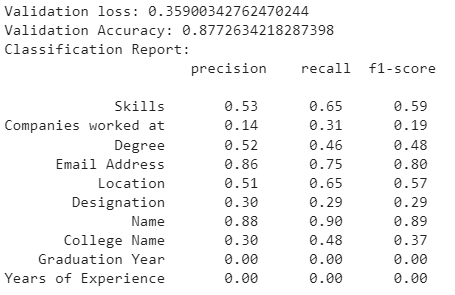 Validation loss: 0.35900342762470244
Validation Accuracy: 0.8772634218287398
Classification Report:
precision recall f1-score
Skills 0.53 0.65 0.59
Companies worked at 0.14 0.31 0.19
Degree 0.52 0.46 0.48
Email Address 0.86 0.75 0.80
Location 0.51 0.65 0.57
Designation 0.30 0.29 0.29
Name 0.88 0.90 0.89
College Name 0.30 0.48 0.37
Graduation Year 0.00 0.00 0.00
Years of Experience 0.00 0.00 0.00